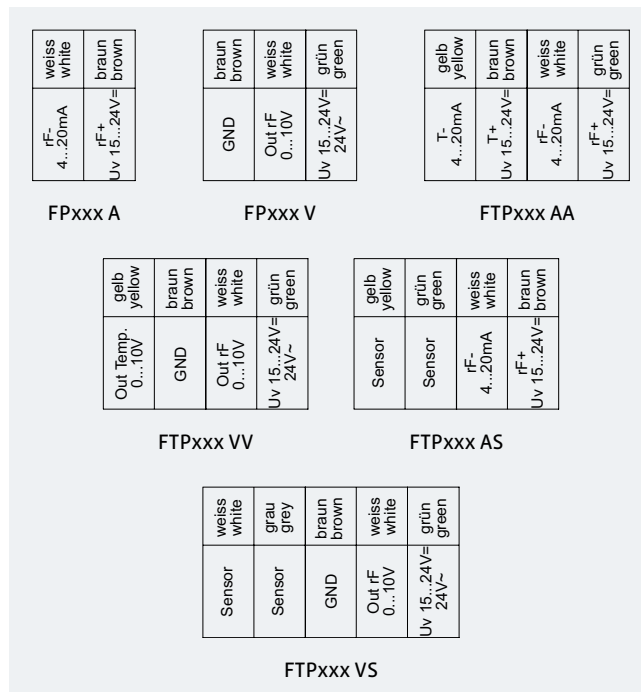 weiss
white
braun
brown
rF-
4...20mA
rF+
Uv 15...24V=
FPxxx A
braun
brown
weiss
white
grün
green
GND
Out rF
0...10V
Uv 15...24V=
24V~
FPxxx V
gelb
yellow
braun
brown
weiss
white
grün
green
T-
4...20mA
T+
Uv 15...24V=
rF-
4...20mA
rF+
Uv 15...24V=
FTPxxx AA
gelb
yellow
braun
brown
weiss
white
grün
green
Out Temp.
0...10V
GND
Out rF
0...10V
Uv 15...24V=
24V~
FTPxxx VV
gelb
yellow
grün
green
weiss
white
braun
brown
Sensor
Sensor
rF-
4...20mA
rF+
Uv 15...24V=
FTPxxx AS
weiss
white
grau
grey
braun
brown
weiss
white
grün
green
Sensor
Sensor
GND
Out rF
0...10V
Uv 15...24V=
24V~
FTPxxx VS